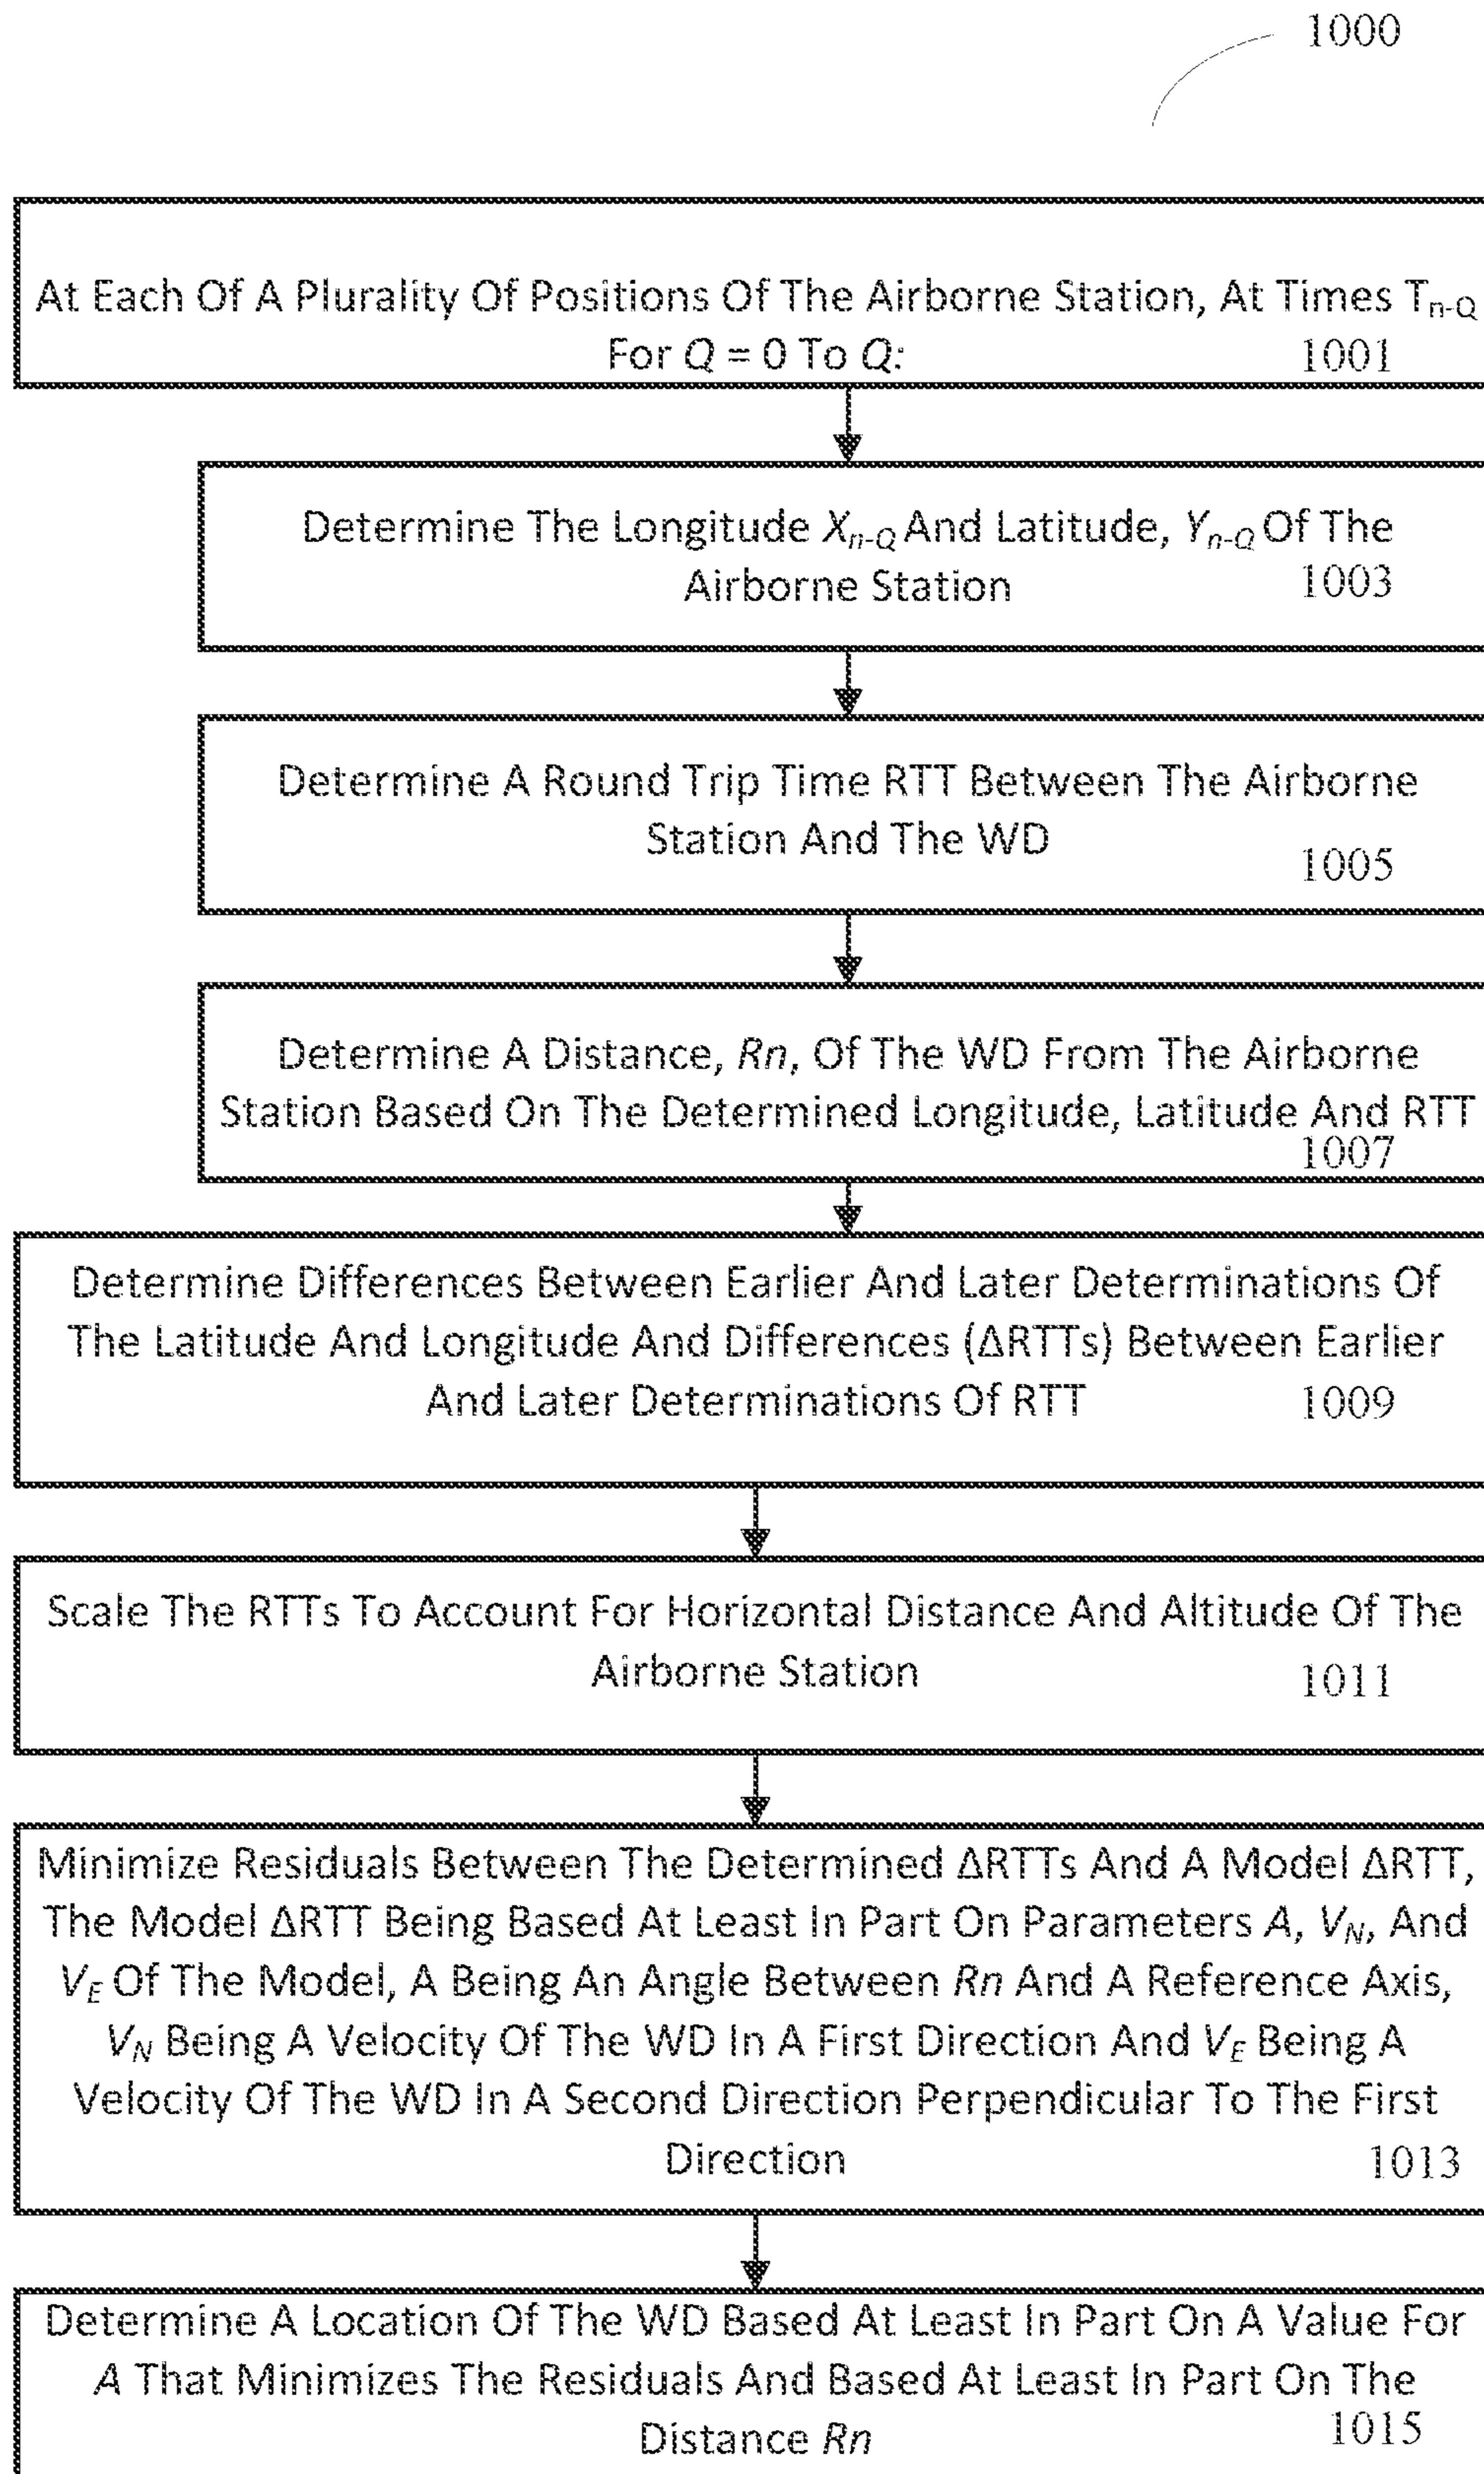 1000
At Each Of A Plurality Of Positions Of The Airborne Station, At Times Tn-Q
For Q = 0 To Q:
1001
Determine The Longitude Xn-Q And Latitude, Yn-Q Of The
Airborne Station
1003
Determine A Round Trip Time RTT Between The Airborne
Station And The WD
1005
Determine A Distance, Rn, Of The WD From The Airborne
Station Based On The Determined Longitude, Latitude And RTT
1007
Determine Differences Between Earlier And Later Determinations Of
The Latitude And Longitude And Differences (ΔRTTs) Between Earlier
And Later Determinations Of RTT
1009
Scale The RTTs To Account For Horizontal Distance And Altitude Of The
Airborne Station
1011
Minimize Residuals Between The Determined ΔRTTs And A Model ΔRTT,
The Model ΔRTT Being Based At Least In Part On Parameters A, VN, And
VE Of The Model, A Being An Angle Between Rn And A Reference Axis,
VN Being A Velocity Of The WD In A First Direction And VE Being A
Velocity Of The WD In A Second Direction Perpendicular To The First
Direction
1013
Determine A Location Of The WD Based At Least In Part On A Value For
A That Minimizes The Residuals And Based At Least In Part On The
Distance Rn
1015